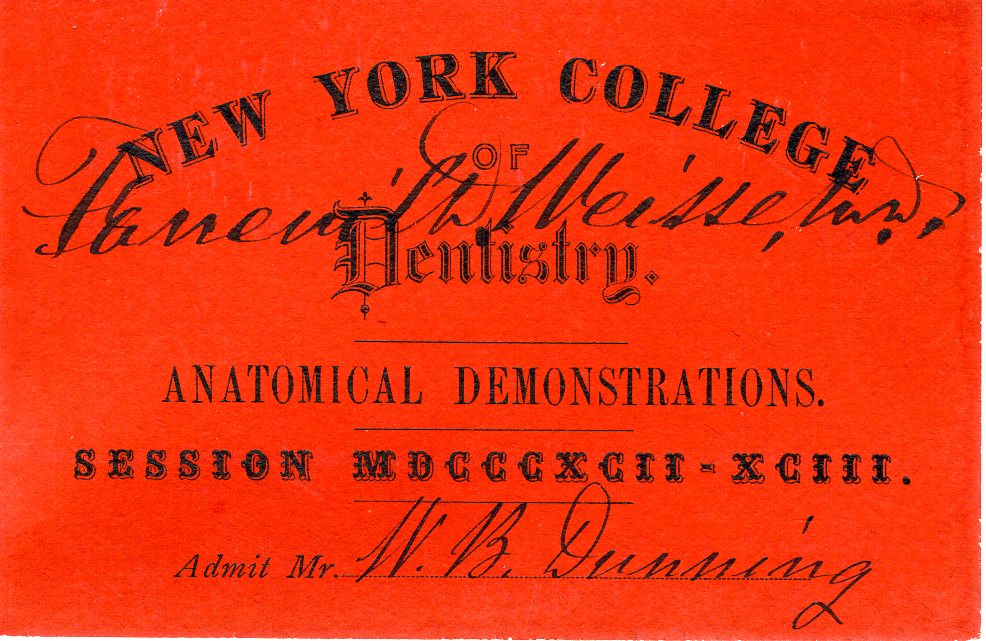 NEW YORK COLLEGE
OF
Faneuil D. Weisse, M.D.,
Dentistry.
ANATOMICAL DEMONSTRATIONS.
SESSION MDCCCXCII-XCIII.
Admit Mr. W. B. Dunning